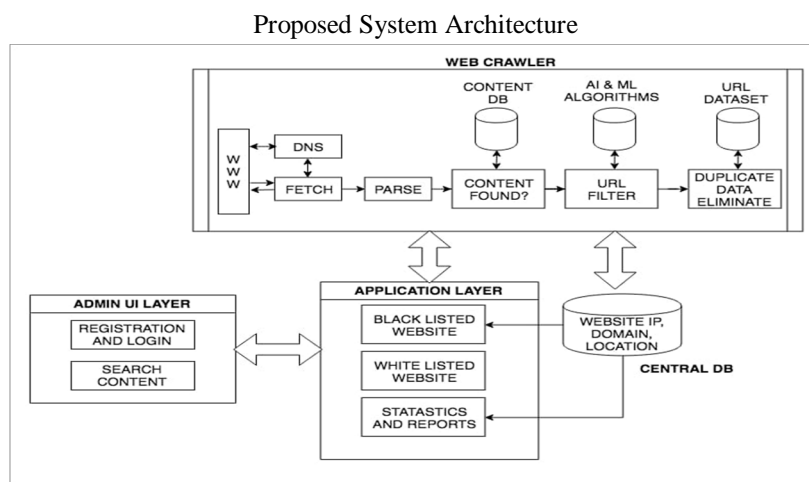 Proposed System Architecture
WEB CRAWLER
CONTENT
DB
AI & ML
ALGORITHMS
URL
DATASET
W
W
W
DNS
FETCH
PARSE
CONTENT
FOUND?
URL
FILTER
DUPLICATE
DATA
ELIMINATE
ADMIN UI LAYER
REGISTRATION
AND LOGIN
SEARCH
CONTENT
APPLICATION LAYER
BLACK LISTED
WEBSITE
WHITE LISTED
WEBSITE
STATASTICS
AND REPORTS
WEBSITE IP,
DOMAIN,
LOCATION
CENTRAL DB